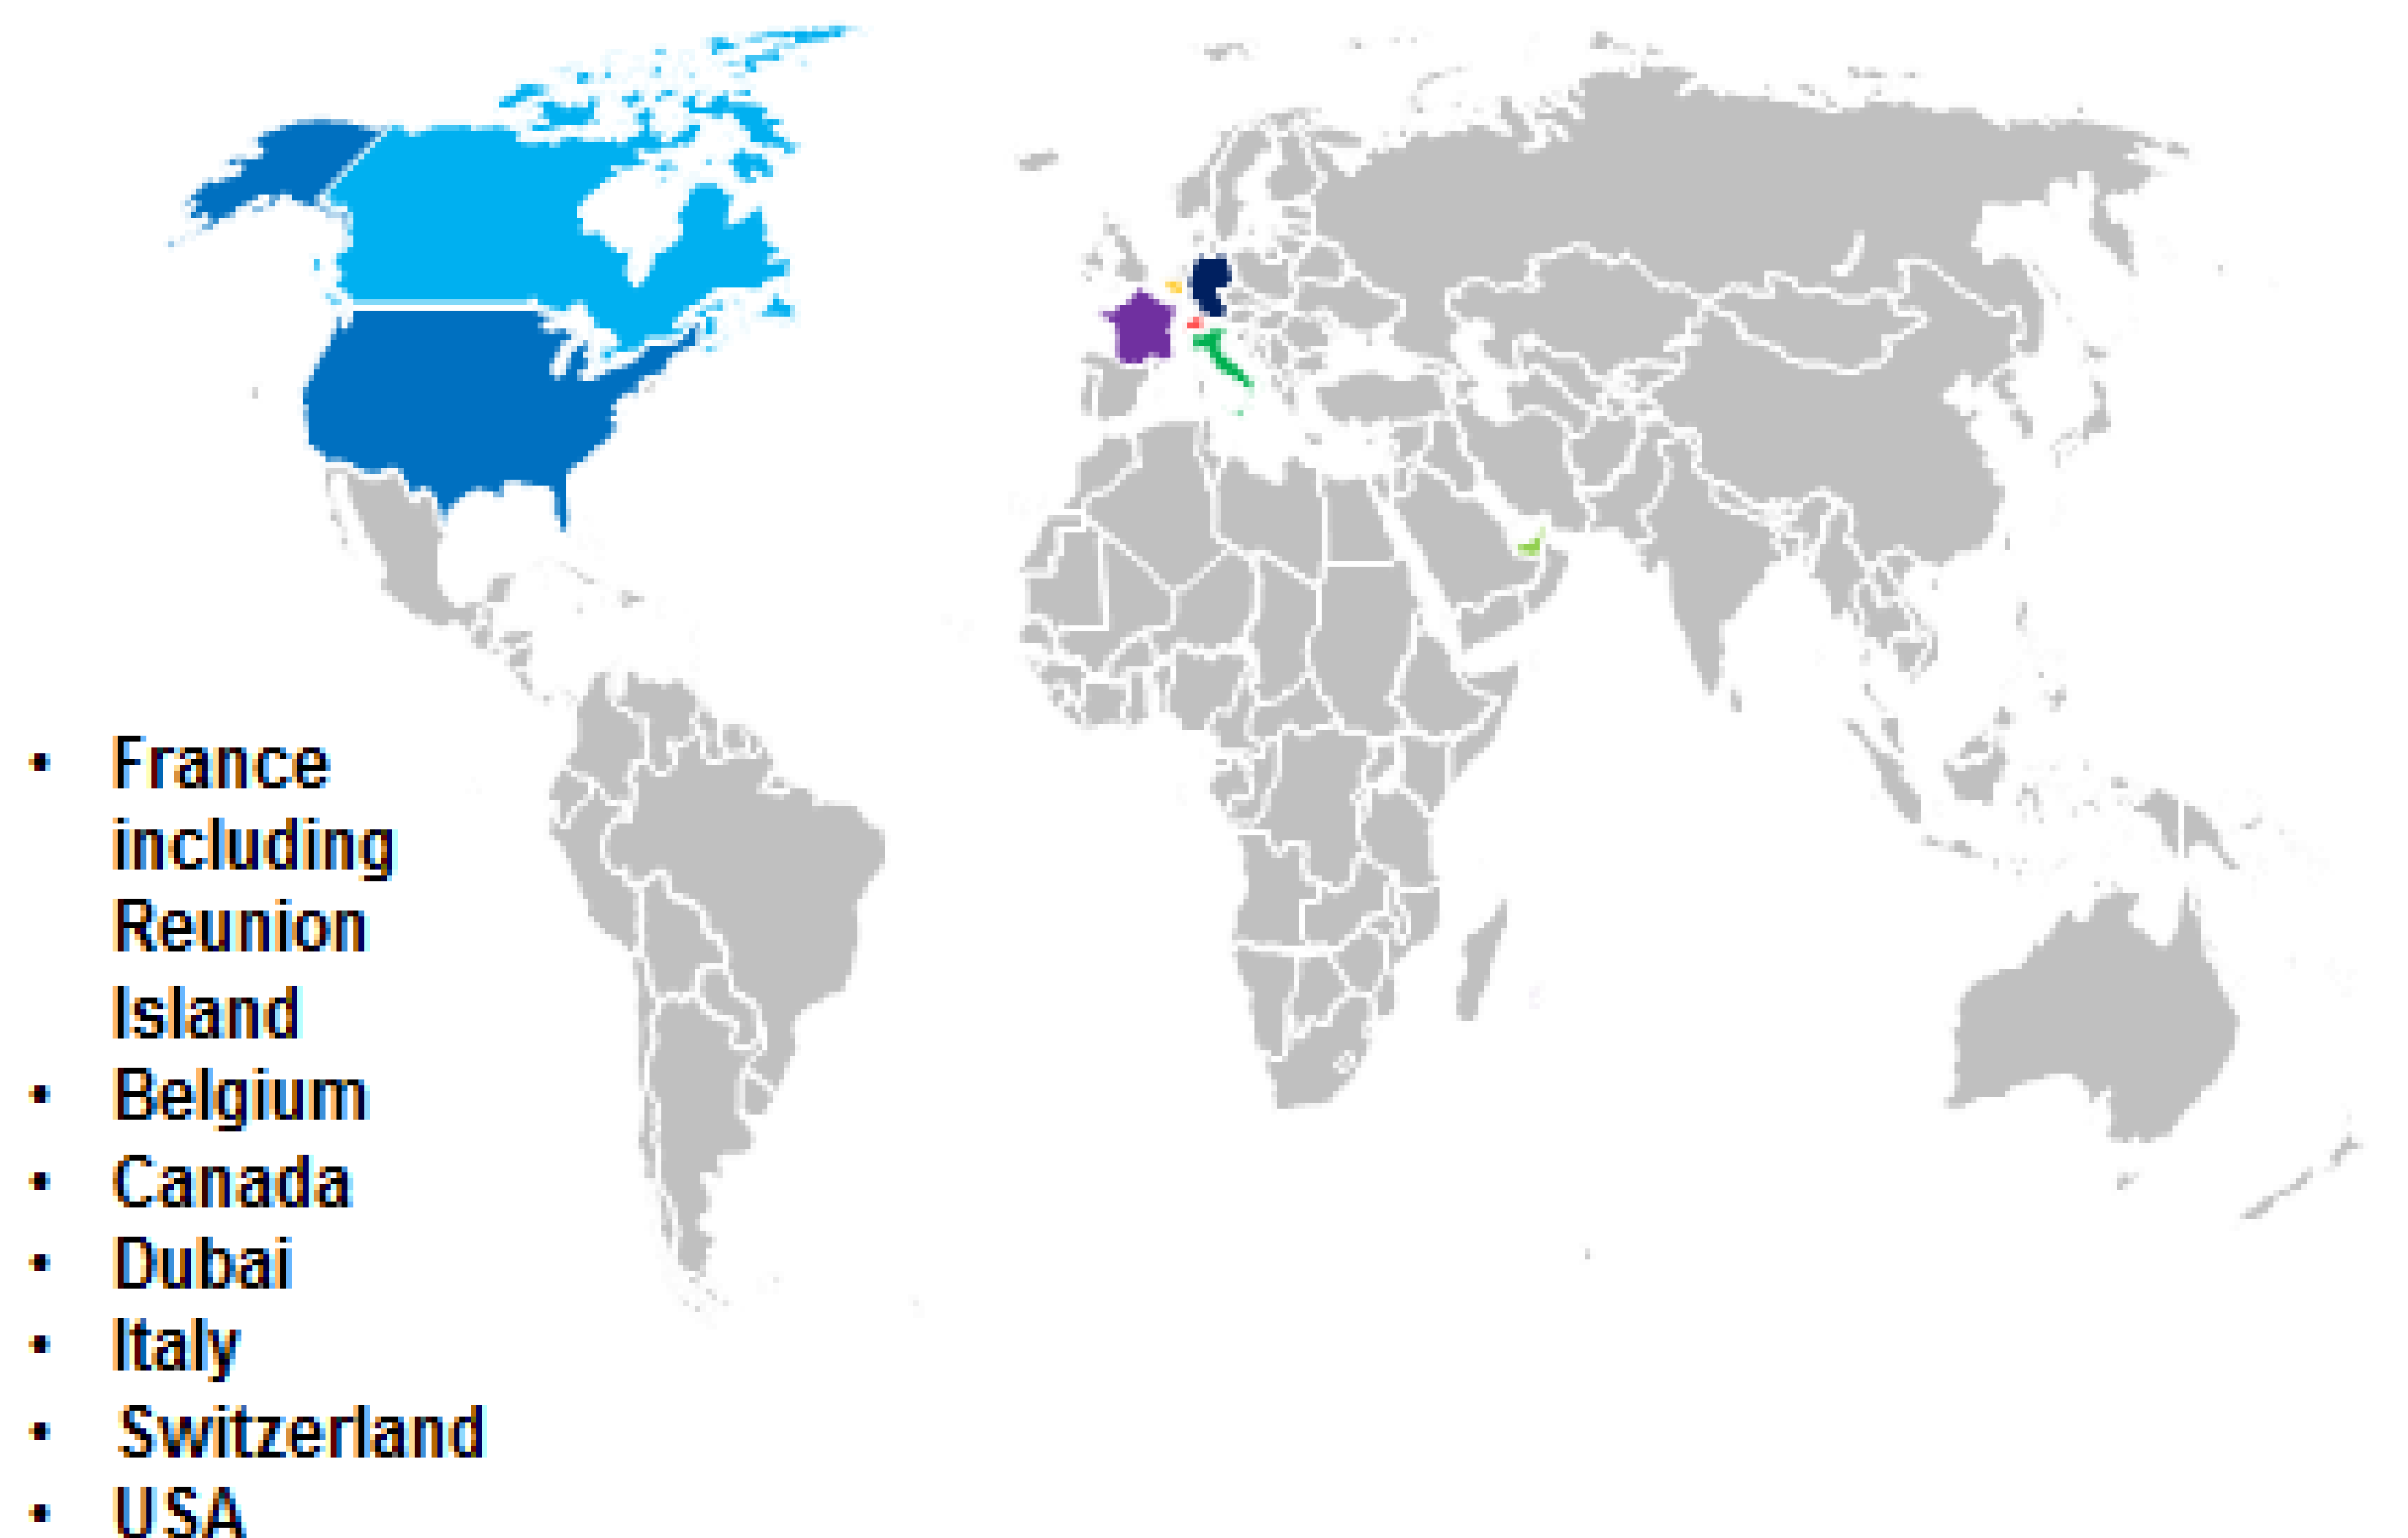 • France
including
Reunion
Island
• Belgium
• Canada
• Dubai
• Italy
• Switzerland
• USA